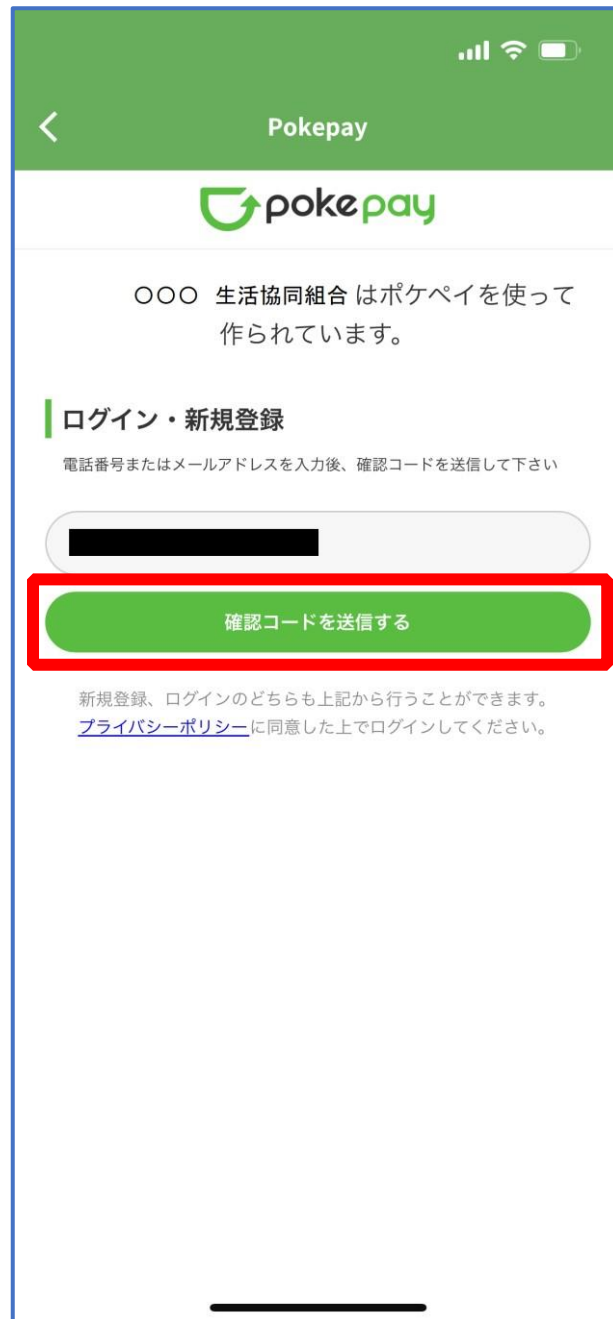 Pokepay
pokepay
○○○ 生活協同組合 はポケペイを使って
作られています。
ログイン・新規登録
電話番号またはメールアドレスを入力後、確認コードを送信して下さい
確認コードを送信する
新規登録、ログインのどちらも上記から行うことができます。
プライバシーポリシーに同意した上でログインしてください。